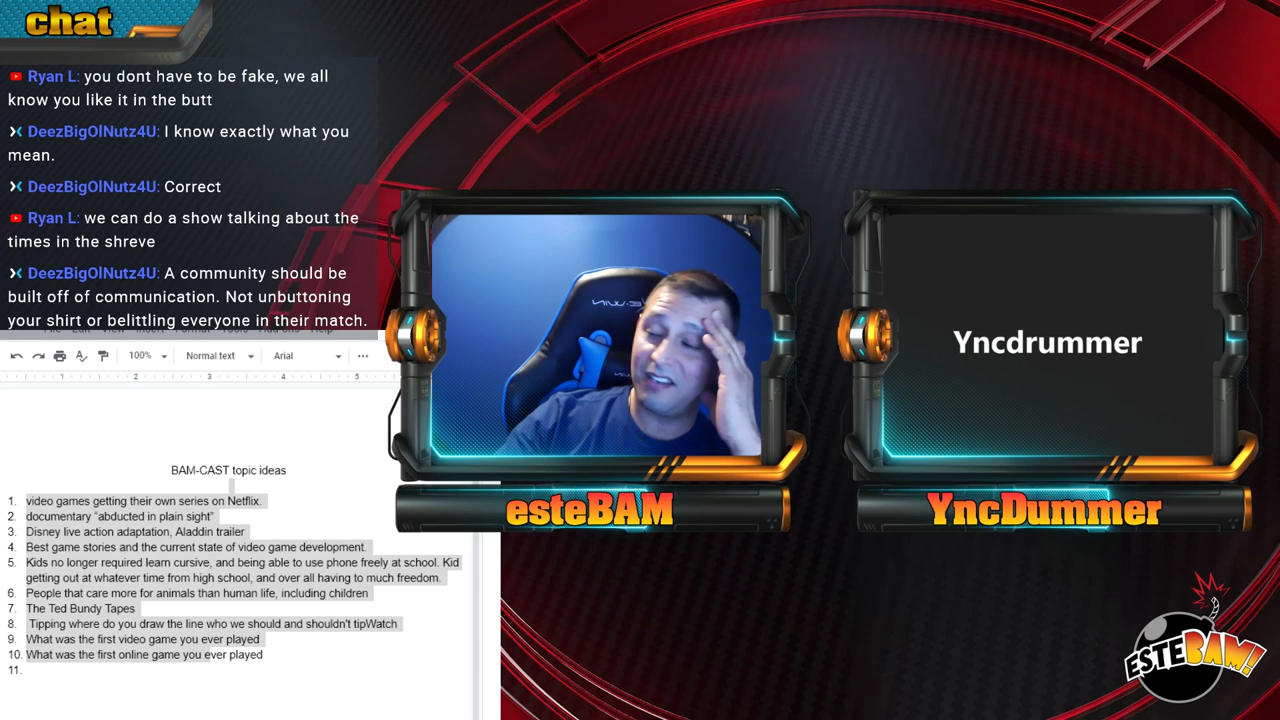 chat
Ryan L: you dont have to be fake, we all
know you like it in the butt
DeezBigOlNutz4U: I know exactly what you
mean.
DeezBigOlNutz4U: Correct
Ryan L: we can do a show talking about the
times in the shreve
DeezBigOlNutz4U: A community should be
built off of communication. Not unbuttoning
your shirt or belittling everyone in their match.
100% Normal text Arial
1 2 3 4 5
BAM-CAST topic ideas
1. video games getting their own series on Netflix.
2. documentary “abducted in plain sight”
3. Disney live action adaptation, Aladdin trailer
4. Best game stories and the current state of video game development.
5. Kids no longer required learn cursive, and being able to use phone freely at school. Kid
getting out at whatever time from high school, and over all having to much freedom.
6. People that care more for animals than human life, including children
7. The Ted Bundy Tapes
8. Tipping where do you draw the line who we should and shouldn't tipWatch
9. What was the first video game you ever played
10. What was the first online game you ever played
11.
Yncdrummer
esteBAM
YncDummer
ESTEBAM!